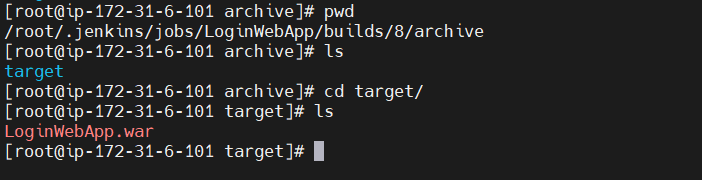 [root@ip-172-31-6-101 archive]# pwd
/root/.jenkins/jobs/LoginWebApp/builds/8/archive
[root@ip-172-31-6-101 archive]# ls
target
[root@ip-172-31-6-101 archive]# cd target/
[root@ip-172-31-6-101 target]# ls
LoginWebApp.war
[root@ip-172-31-6-101 target]#